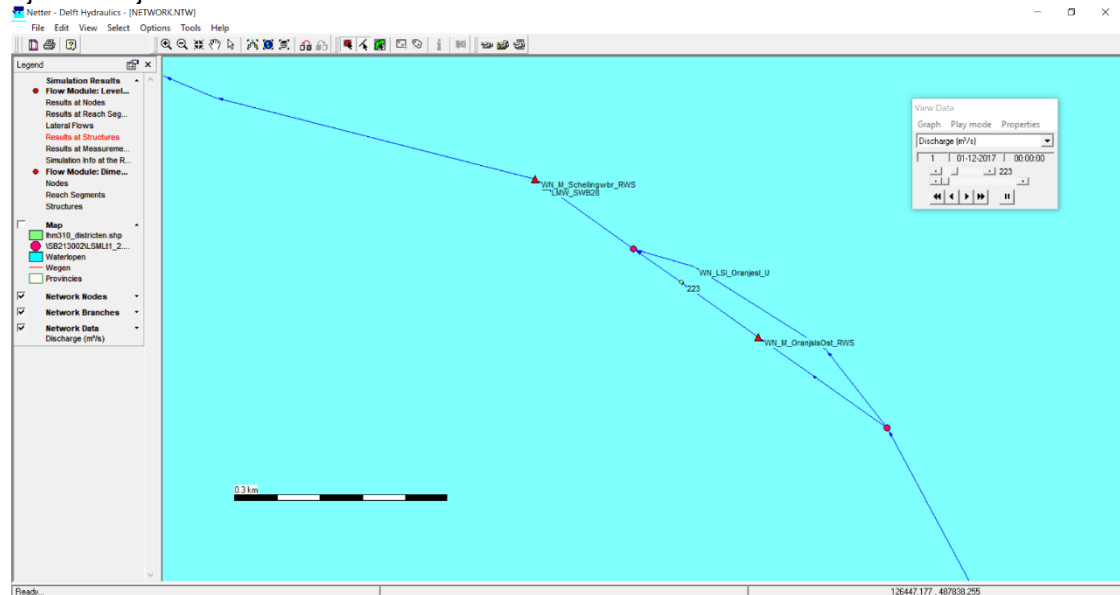 Netter - Delft Hydraulics - [NETWORK.NTW]
File Edit View Select Options Tools Help
Legend
Simulation Results
Flow Module: Level...
Results at Nodes
Results at Reach Seg...
Lateral Flows
Results at Structures
Results at Measureme...
Simulation Info at the R...
Flow Module: Dime...
Nodes
Reach Segments
Structures
Map
lhm310_districten.shp
\SB213002\LSMLt1_2....
Waterlopen
Wegen
Provincies
Network Nodes
Network Branches
Network Data
Discharge (m³/s)
WN_M_Schellingwbr_RWS
LMW_SWB28
WN_LSI_Oranjesl_U
223
WN_M_OranjslsOst_RWS
0.3 km
View Data
Graph Play mode Properties
Discharge (m³/s)
1 01-12-2017 00:00:00
223
Ready...
126447.177 , 487838.255